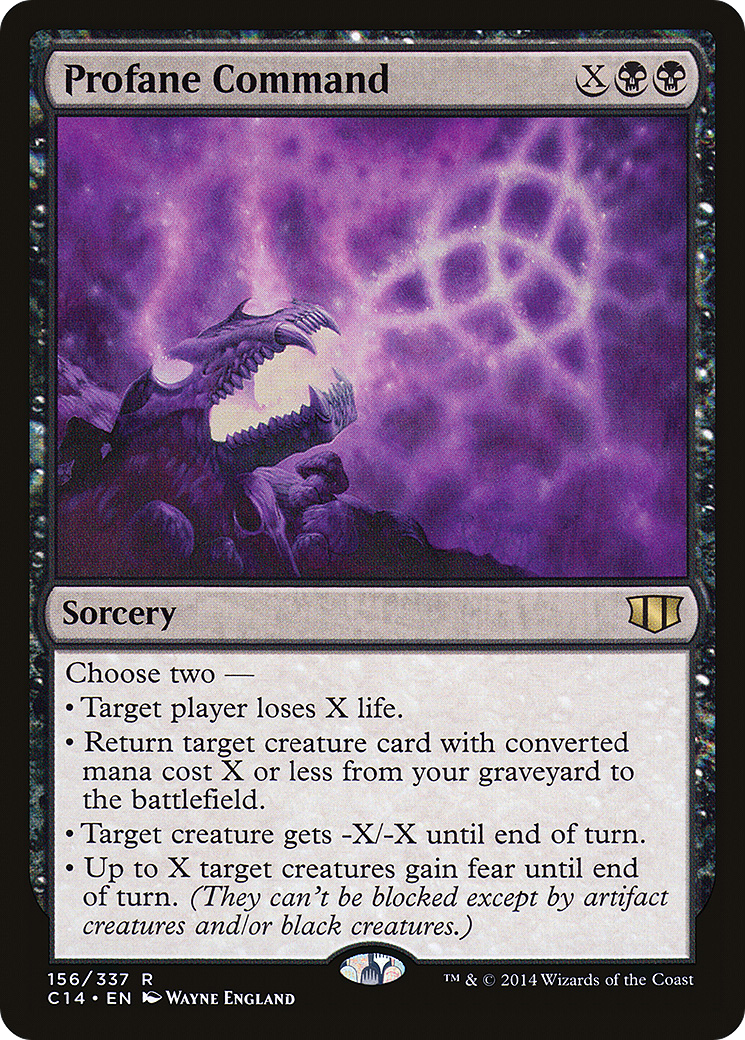 Profane Command X
Sorcery
Choose two —
• Target player loses X life.
• Return target creature card with converted
mana cost X or less from your graveyard to
the battlefield.
• Target creature gets -X/-X until end of turn.
• Up to X target creatures gain fear until end
of turn. (They can't be blocked except by artifact
creatures and/or black creatures.)
156/337 R
™ & © 2014 Wizards of the Coast
C14 • EN Wayne England